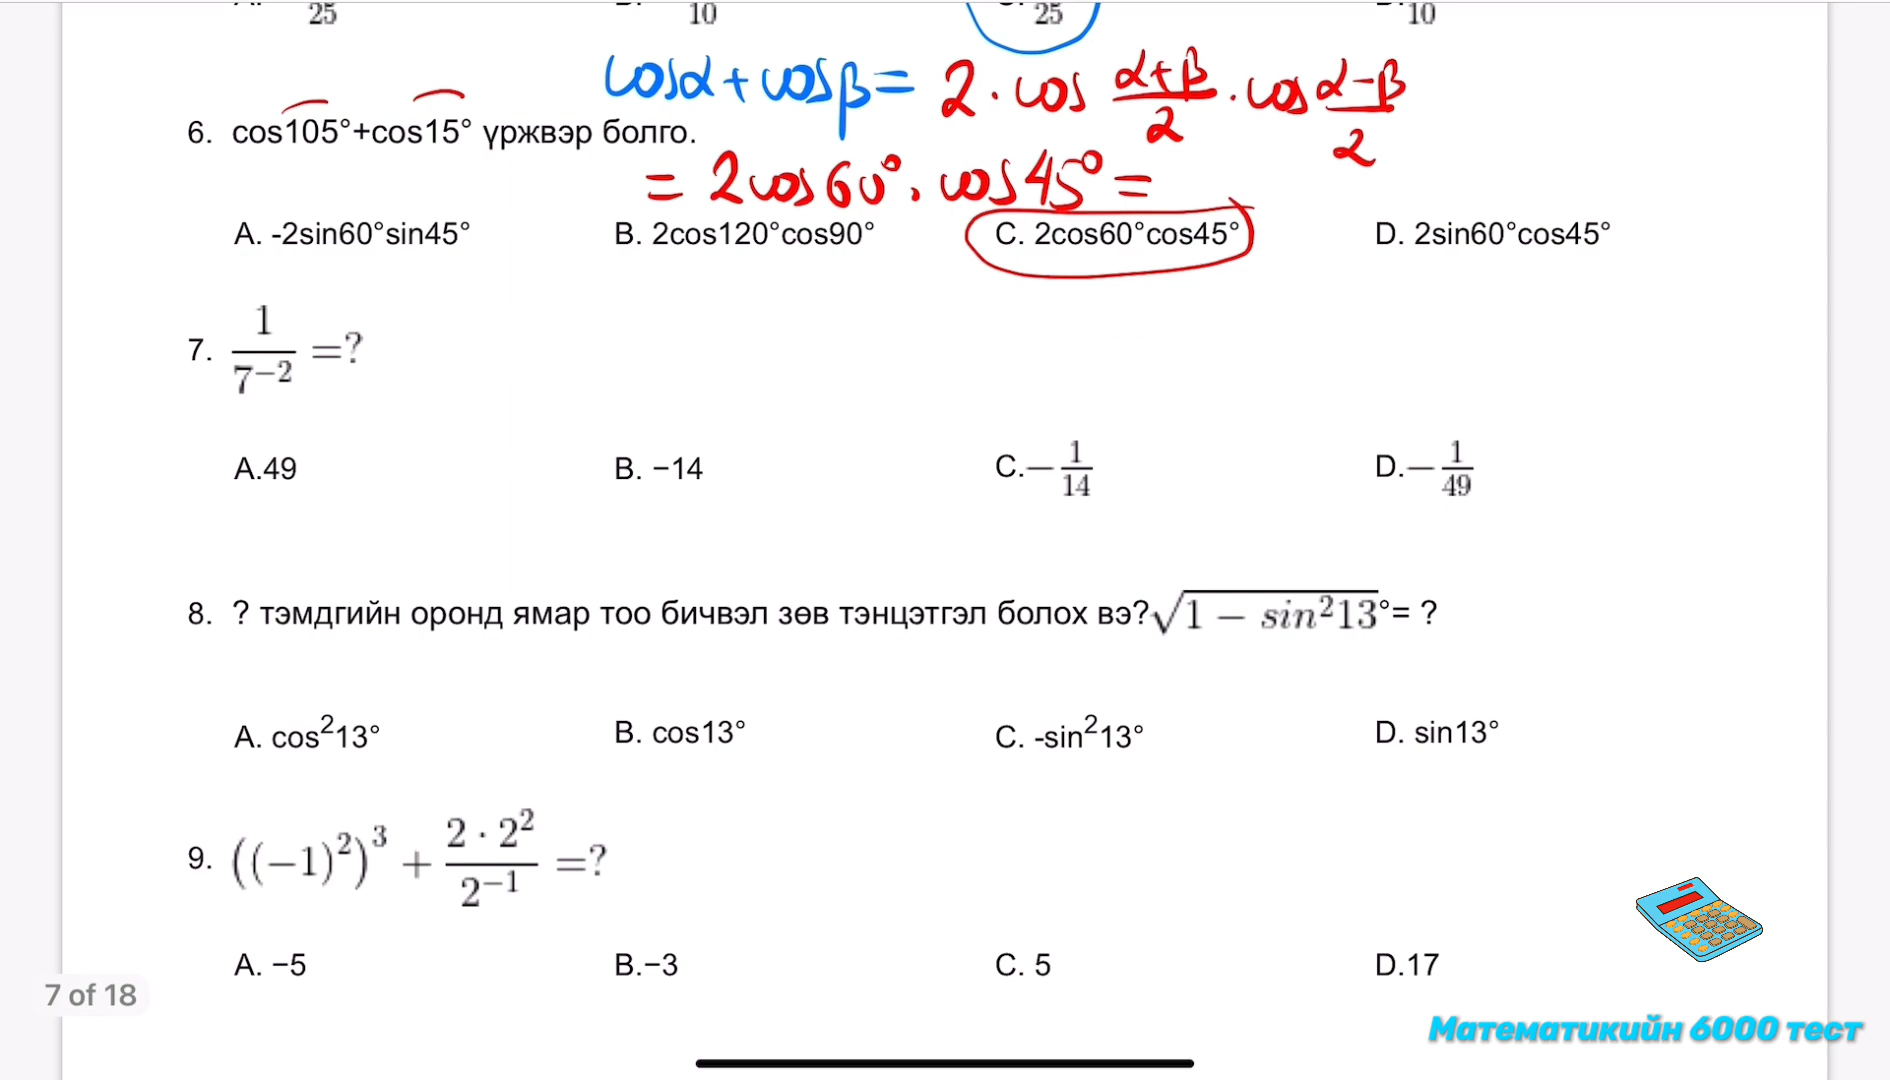 25 10 25 10
cosα + cosβ = 2 · cos (α+β)/2 · cos (α-β)/2
6. cos105°+cos15° үржвэр болго.
= 2cos60° · cos45° =
A. -2sin60°sin45° B. 2cos120°cos90° C. 2cos60°cos45° D. 2sin60°cos45°
7. 1/7⁻² =?
A.49 B. −14 C.−1/14 D.−1/49
8. ? тэмдгийн оронд ямар тоо бичвэл зөв тэнцэтгэл болох вэ?√(1 − sin²13)°= ?
A. cos²13° B. cos13° C. -sin²13° D. sin13°
9. ((−1)²)³ + (2 · 2²)/2⁻¹ =?
A. −5 B.−3 C. 5 D.17
7 of 18
Математикийн 6000 тест